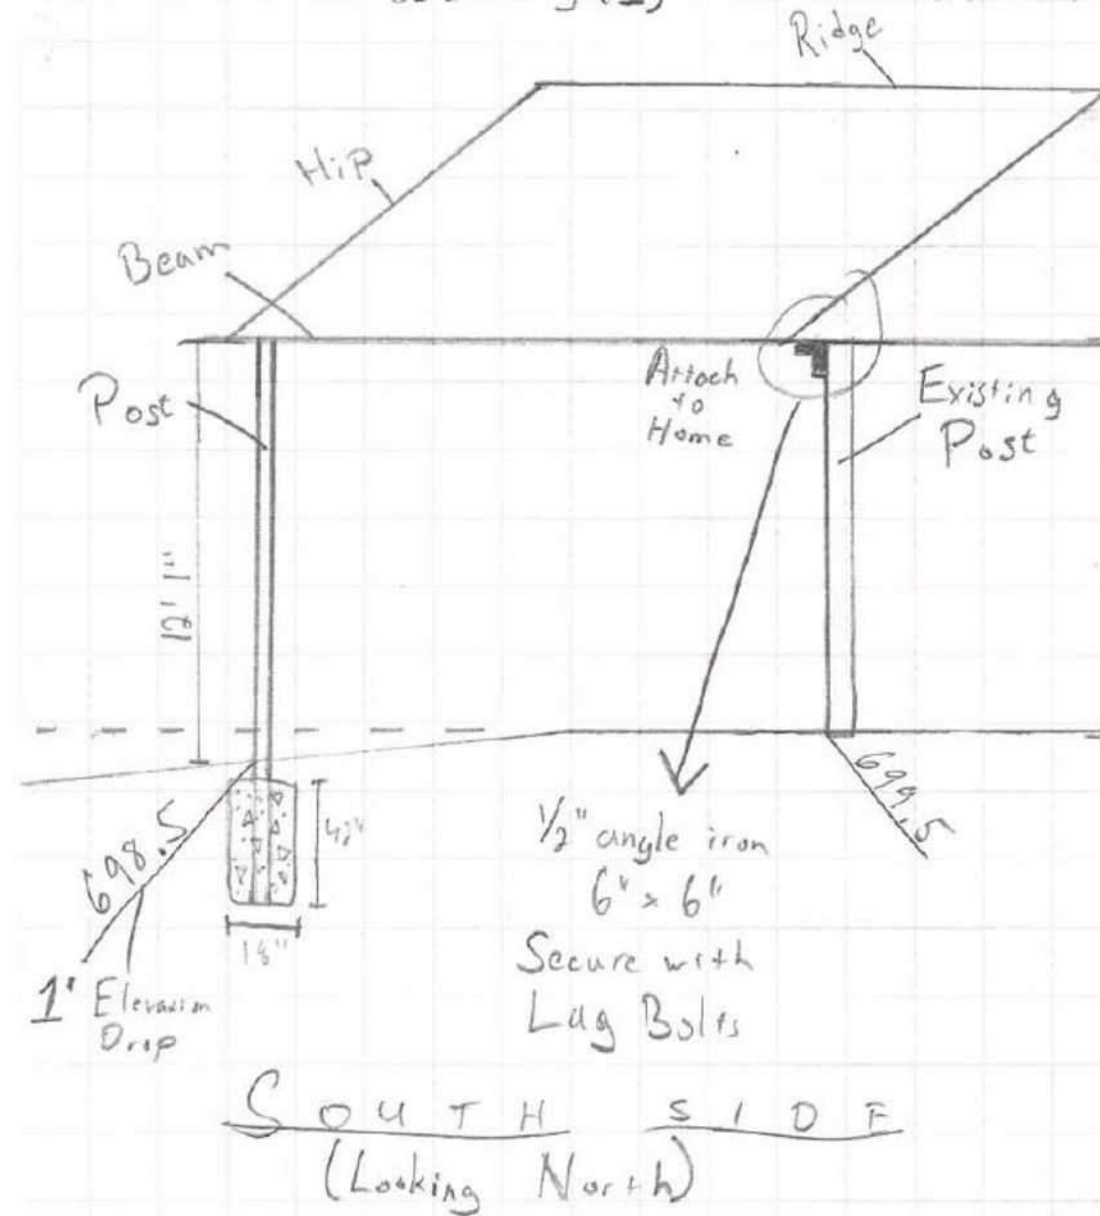 Ridge
Hip
Beam
Post
Attach
to
Home
Existing
Post
12' 1"
699.5
698.5
42"
18"
1' Elevation
Drop
1/2" angle iron
6" x 6"
Secure with
Lag Bolts
SOUTH SIDE
(Looking North)